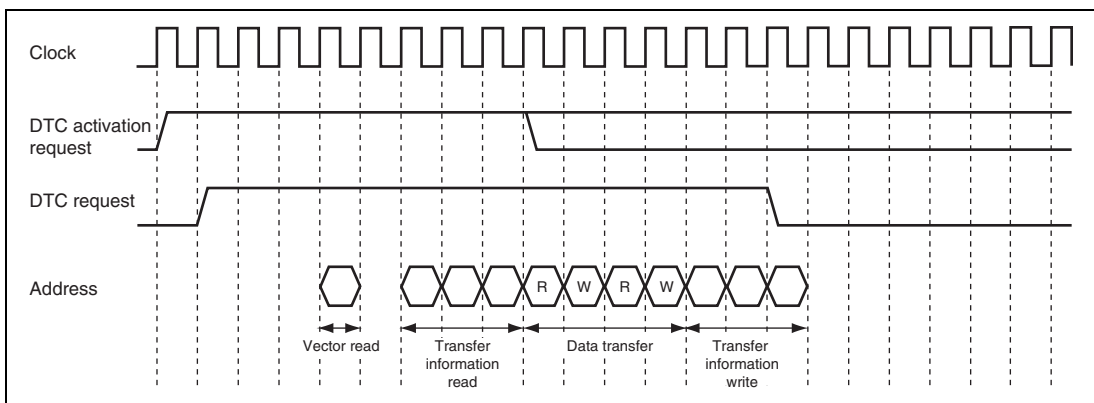 Clock
DTC activation
request
DTC request
Address
R W R W
Vector read
Transfer
information
read
Data transfer
Transfer
information
write